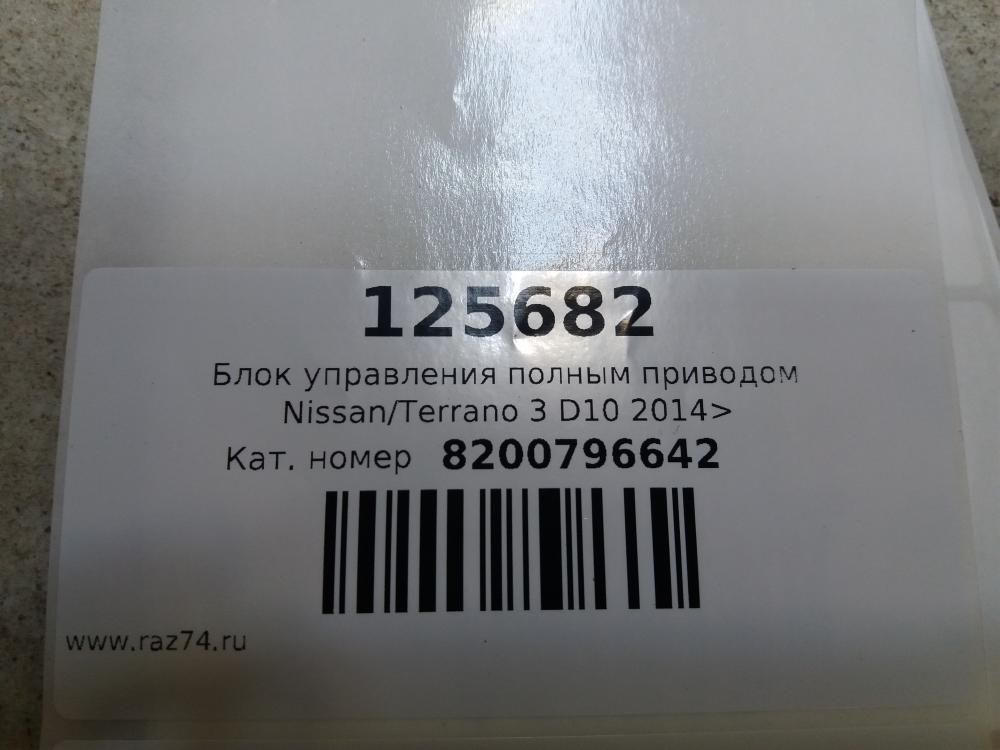 125682
Блок управления полным приводом
Nissan/Terrano 3 D10 2014>
Кат. номер 8200796642
www.raz74.ru